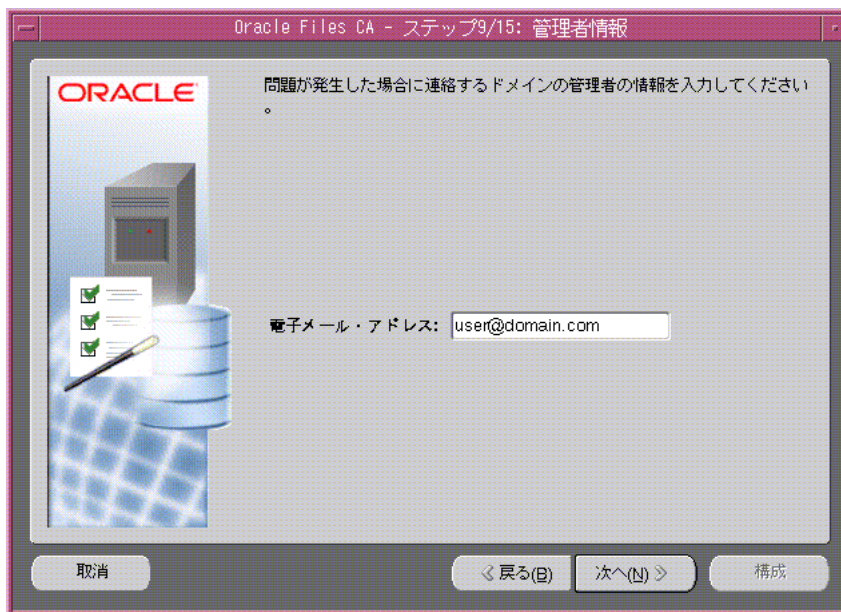 Oracle Files CA - ステップ9/15: 管理者情報
ORACLE
問題が発生した場合に連絡するドメインの管理者の情報を入力してください
。
電子メール・アドレス: user@domain.com
取消
戻る(B)
次へ(N)
構成